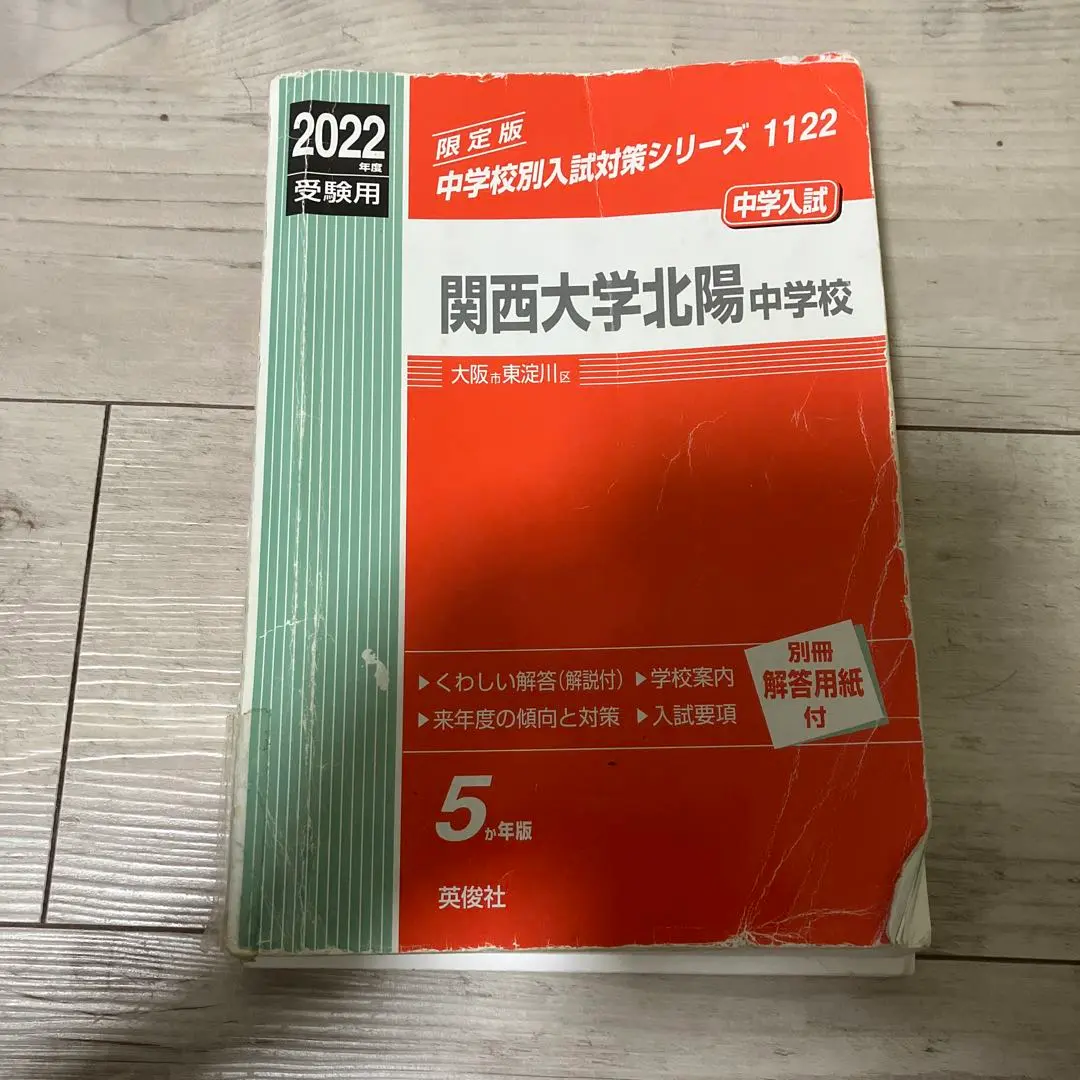 2022
年度
受験用
限定版
中学校別入試対策シリーズ 1122
中学入試
関西大学北陽中学校
大阪市東淀川区
▶くわしい解答(解説付) ▶学校案内
▶来年度の傾向と対策 ▶入試要項
別冊
解答用紙
付
5か年版
英俊社